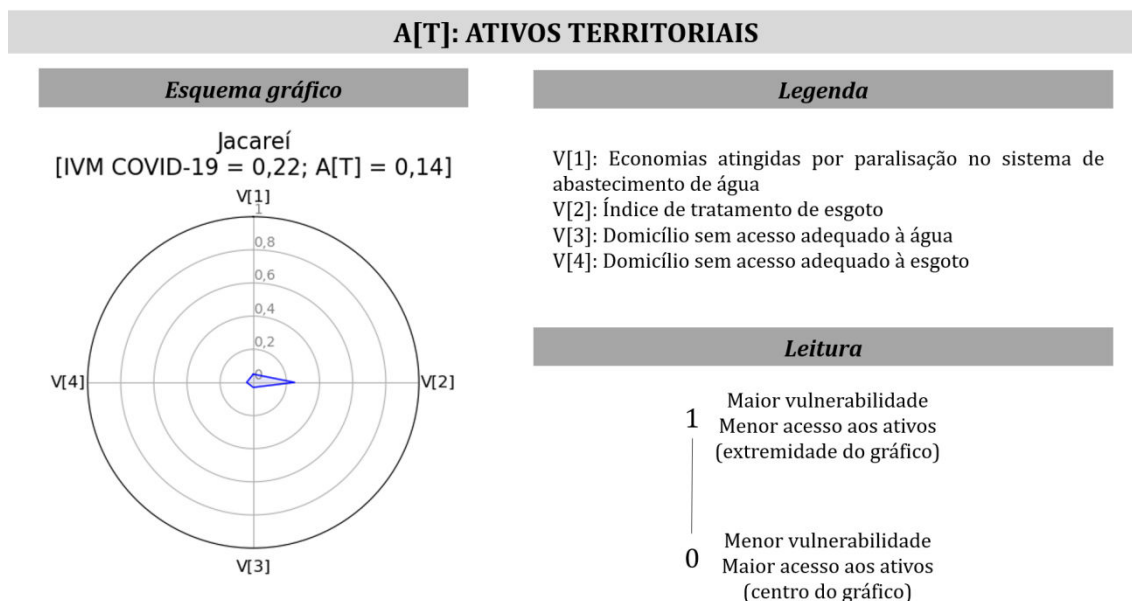 A[T]: ATIVOS TERRITORIAIS
Esquema gráfico
Jacareí
[IVM COVID-19 = 0,22; A[T] = 0,14]
V[1]
1
0,8
0,6
0,4
0,2
0
V[4]
V[2]
V[3]
Legenda
V[1]: Economias atingidas por paralisação no sistema de
abastecimento de água
V[2]: Índice de tratamento de esgoto
V[3]: Domicílio sem acesso adequado à água
V[4]: Domicílio sem acesso adequado à esgoto
Leitura
1
Maior vulnerabilidade
Menor acesso aos ativos
(extremidade do gráfico)
0
Menor vulnerabilidade
Maior acesso aos ativos
(centro do gráfico)